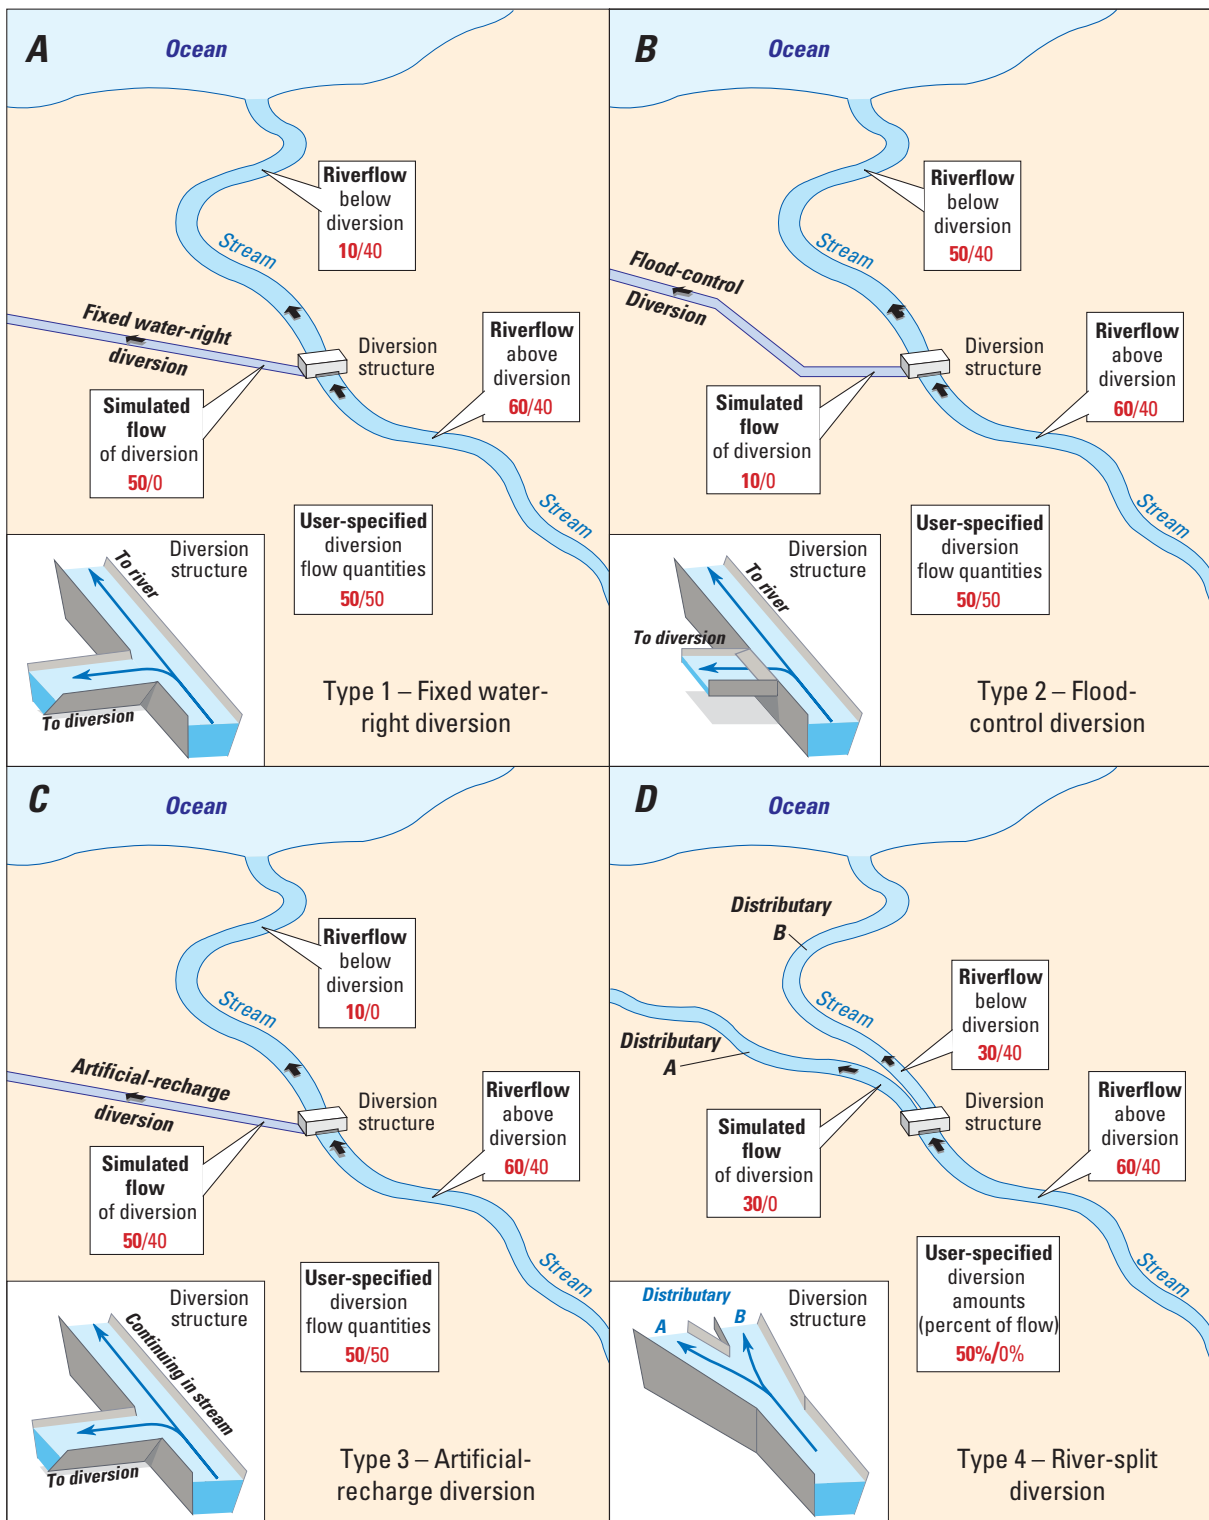 A
Ocean
Riverflow
below
diversion
10/40
Stream
Fixed water-right
diversion
Diversion
structure
Riverflow
above
diversion
60/40
Simulated
flow
of diversion
50/0
Stream
User-specified
diversion
flow quantities
50/50
Diversion
structure
To river
To diversion
Type 1 – Fixed water-
right diversion
B
Ocean
Riverflow
below
diversion
50/40
Stream
Flood-control
Diversion
Diversion
structure
Riverflow
above
diversion
60/40
Simulated
flow
of diversion
10/0
Stream
User-specified
diversion
flow quantities
50/50
Diversion
structure
To river
To diversion
Type 2 – Flood-
control diversion
C
Ocean
Riverflow
below
diversion
10/0
Stream
Artificial-recharge
diversion
Diversion
structure
Riverflow
above
diversion
60/40
Simulated
flow
of diversion
50/40
Stream
User-specified
diversion
flow quantities
50/50
Diversion
structure
Continuing in stream
To diversion
Type 3 – Artificial-
recharge diversion
D
Ocean
Distributary
B
Riverflow
below
diversion
30/40
Stream
Distributary
A
Diversion
structure
Riverflow
above
diversion
60/40
Simulated
flow
of diversion
30/0
Stream
User-specified
diversion
amounts
(percent of flow)
50%/0%
Distributary
A B
Diversion
structure
Type 4 – River-split
diversion